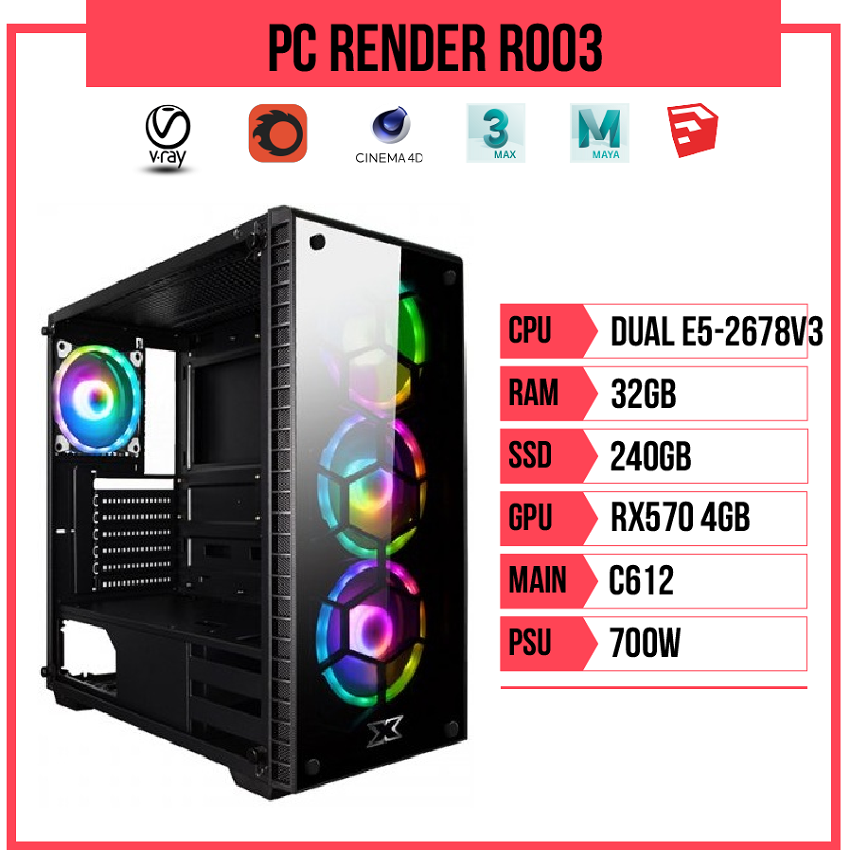 PC RENDER R003
v·ray
CINEMA 4D
3
MAX
M
MAYA
CPU DUAL E5-2678V3
RAM 32GB
SSD 240GB
GPU RX570 4GB
MAIN C612
PSU 700W